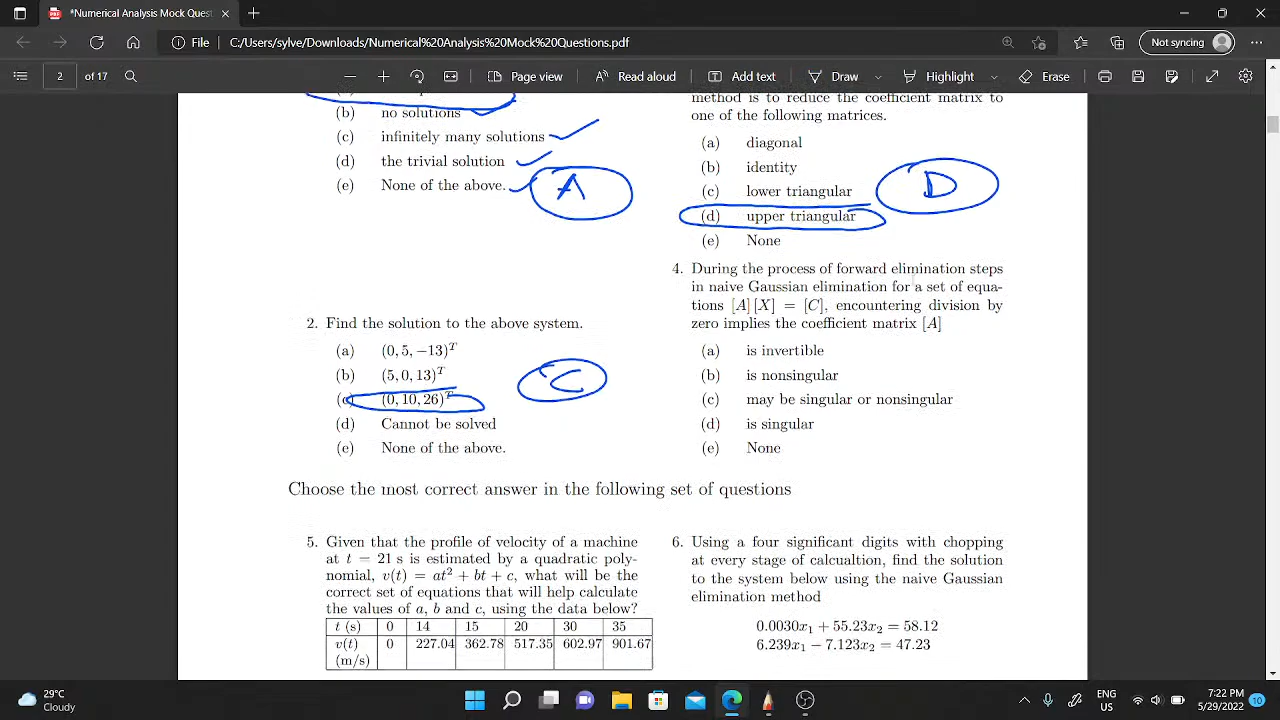 *Numerical Analysis Mock Quest
File C:/Users/sylve/Downloads/Numerical%20Analysis%20Mock%20Questions.pdf Not syncing
2 of 17 Page view Read aloud Add text Draw Highlight Erase
(b) no solutions
(c) infinitely many solutions
(d) the trivial solution
(e) None of the above.
A
2. Find the solution to the above system.
(a) (0, 5, −13)ᵀ
(b) (5, 0, 13)ᵀ
(c) (0, 10, 26)ᵀ
(d) Cannot be solved
(e) None of the above.
C
method is to reduce the coefficient matrix to
one of the following matrices.
(a) diagonal
(b) identity
(c) lower triangular
(d) upper triangular
(e) None
D
4. During the process of forward elimination steps
in naive Gaussian elimination for a set of equa-
tions [A] [X] = [C], encountering division by
zero implies the coefficient matrix [A]
(a) is invertible
(b) is nonsingular
(c) may be singular or nonsingular
(d) is singular
(e) None
Choose the most correct answer in the following set of questions
5. Given that the profile of velocity of a machine
at t = 21 s is estimated by a quadratic poly-
nomial, v(t) = at² + bt + c, what will be the
correct set of equations that will help calculate
the values of a, b and c, using the data below?
t (s) 0 14 15 20 30 35
v(t) 0 227.04 362.78 517.35 602.97 901.67
(m/s)
6. Using a four significant digits with chopping
at every stage of calcualtion, find the solution
to the system below using the naive Gaussian
elimination method
0.0030x₁ + 55.23x₂ = 58.12
6.239x₁ − 7.123x₂ = 47.23
29°C
Cloudy
ENG
US
7:22 PM
5/29/2022
10